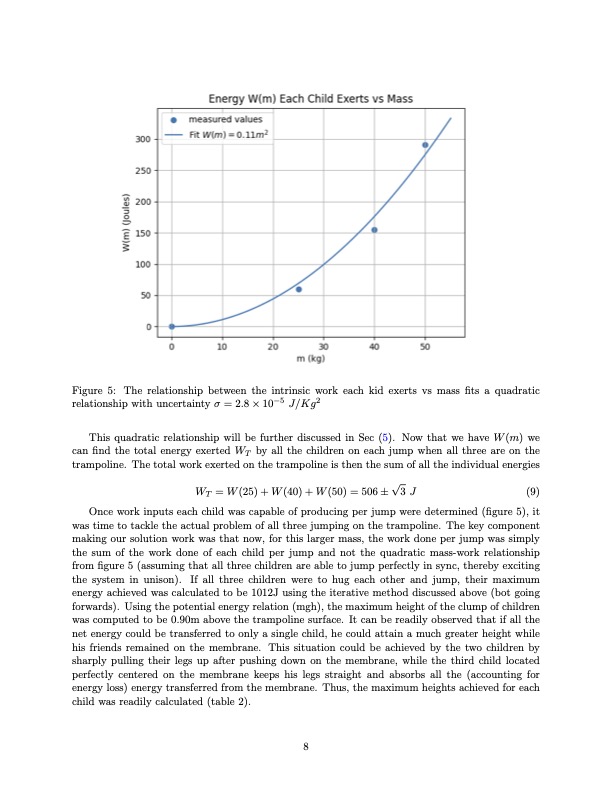 Energy W(m) Each Child Exerts vs Mass
measured values
Fit W(m) = 0.11m²
300
250
200
150
100
50
0
W(m) (Joules)
0 10 20 30 40 50
m (kg)
Figure 5: The relationship between the intrinsic work each kid exerts vs mass fits a quadratic
relationship with uncertainty σ = 2.8 × 10⁻⁵ J/Kg²
This quadratic relationship will be further discussed in Sec (5). Now that we have W(m) we
can find the total energy exerted W_T by all the children on each jump when all three are on the
trampoline. The total work exerted on the trampoline is then the sum of all the individual energies
W_T = W(25) + W(40) + W(50) = 506 ± √3 J (9)
Once work inputs each child was capable of producing per jump were determined (figure 5), it
was time to tackle the actual problem of all three jumping on the trampoline. The key component
making our solution work was that now, for this larger mass, the work done per jump was simply
the sum of the work done of each child per jump and not the quadratic mass-work relationship
from figure 5 (assuming that all three children are able to jump perfectly in sync, thereby exciting
the system in unison). If all three children were to hug each other and jump, their maximum
energy achieved was calculated to be 1012J using the iterative method discussed above (bot going
forwards). Using the potential energy relation (mgh), the maximum height of the clump of children
was computed to be 0.90m above the trampoline surface. It can be readily observed that if all the
net energy could be transferred to only a single child, he could attain a much greater height while
his friends remained on the membrane. This situation could be achieved by the two children by
sharply pulling their legs up after pushing down on the membrane, while the third child located
perfectly centered on the membrane keeps his legs straight and absorbs all the (accounting for
energy loss) energy transferred from the membrane. Thus, the maximum heights achieved for each
child was readily calculated (table 2).
8